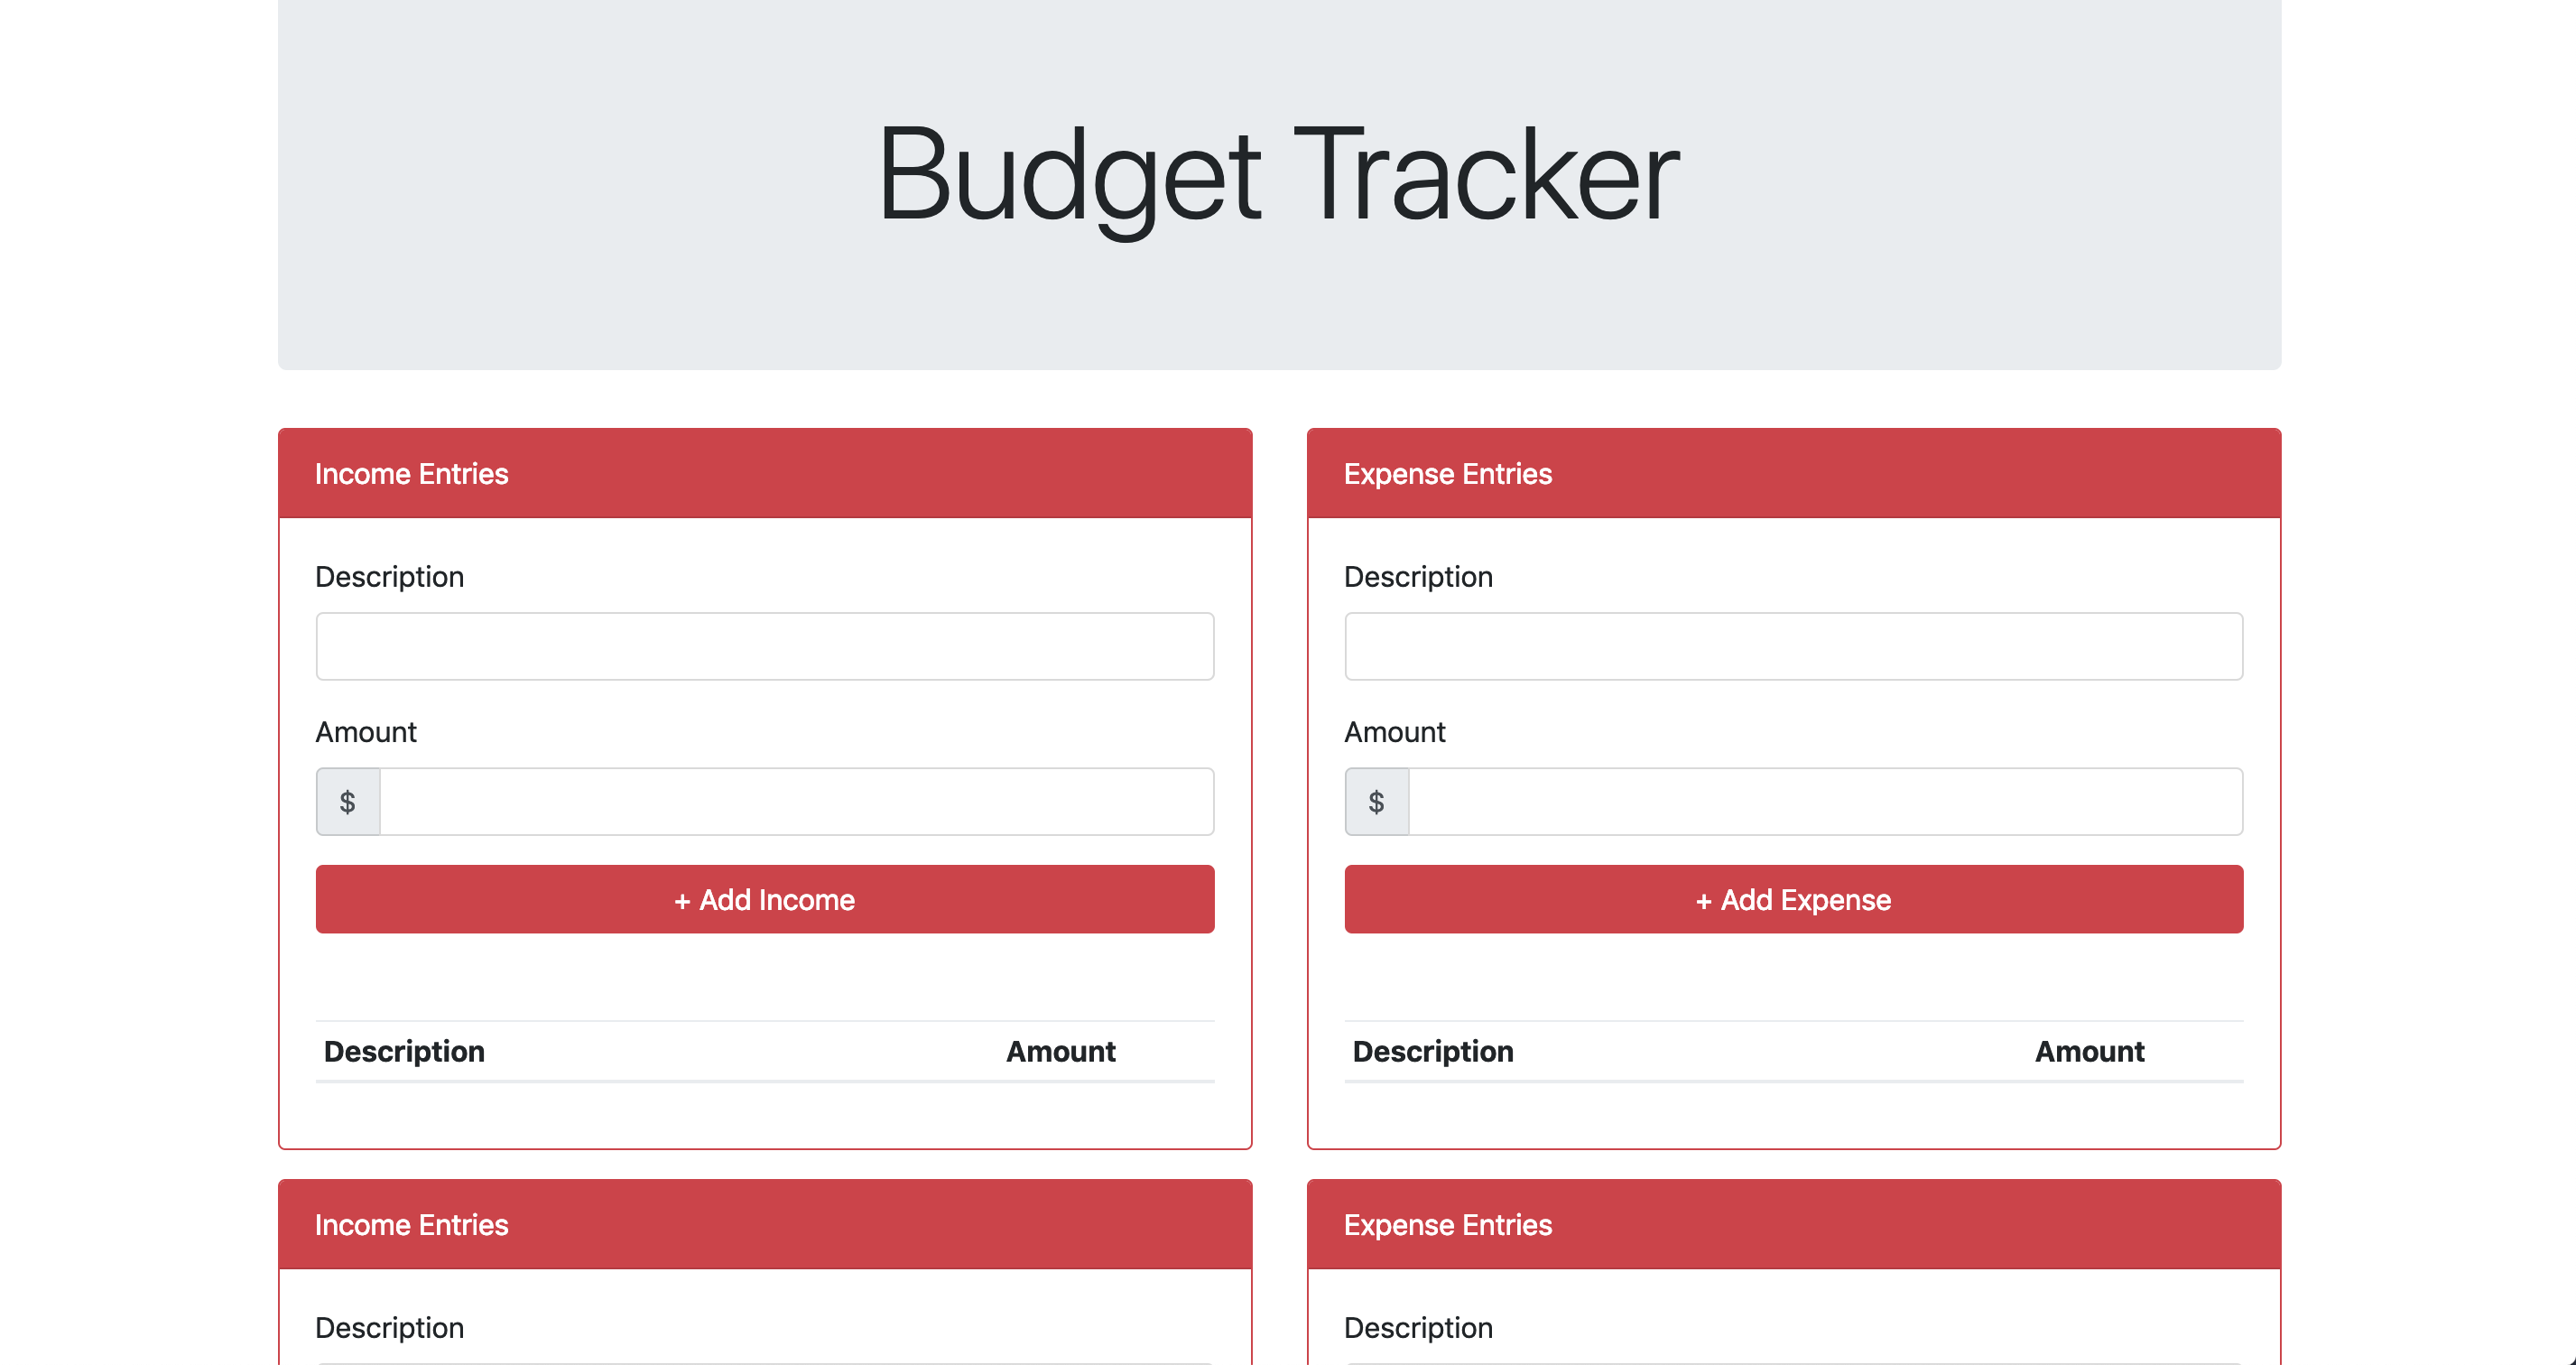 Budget Tracker
Income Entries
Description
Amount
$
+ Add Income
Description Amount
Expense Entries
Description
Amount
$
+ Add Expense
Description Amount
Income Entries
Description
Expense Entries
Description